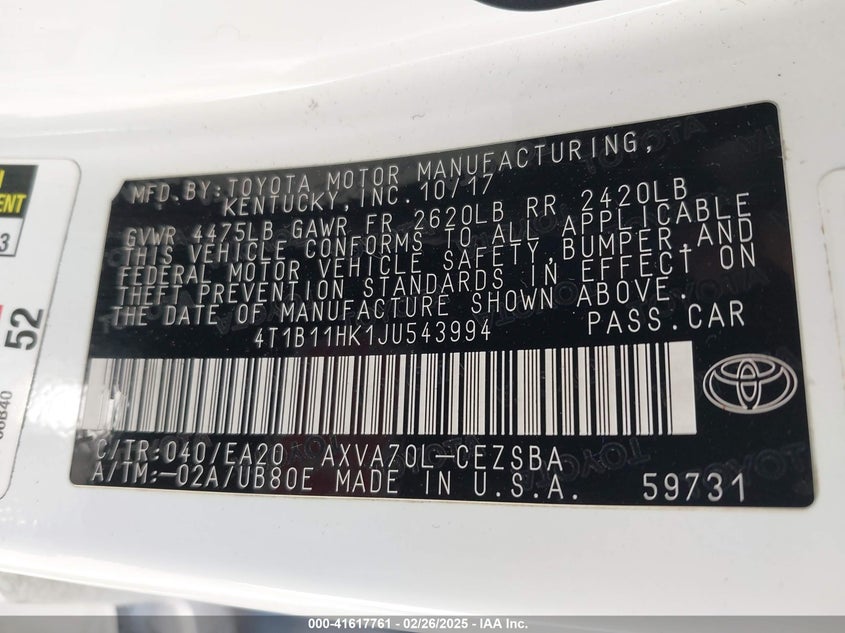 MFD. BY: TOYOTA MOTOR MANUFACTURING,
KENTUCKY, INC. 10/17
GVWR 4475LB GAWR FR 2620LB RR 2420LB
THIS VEHICLE CONFORMS TO ALL APPLICABLE
FEDERAL MOTOR VEHICLE SAFETY, BUMPER, AND
THEFT PREVENTION STANDARDS IN EFFECT ON
THE DATE OF MANUFACTURE SHOWN ABOVE.
4T1B11HK1JU543994 PASS. CAR
C/TR: 040/EA20 AXVA70L-CEZSBA
A/TM: -02A/UB80E MADE IN U.S.A. 59731
52
000-41617761 - 02/26/2025 - IAA Inc.